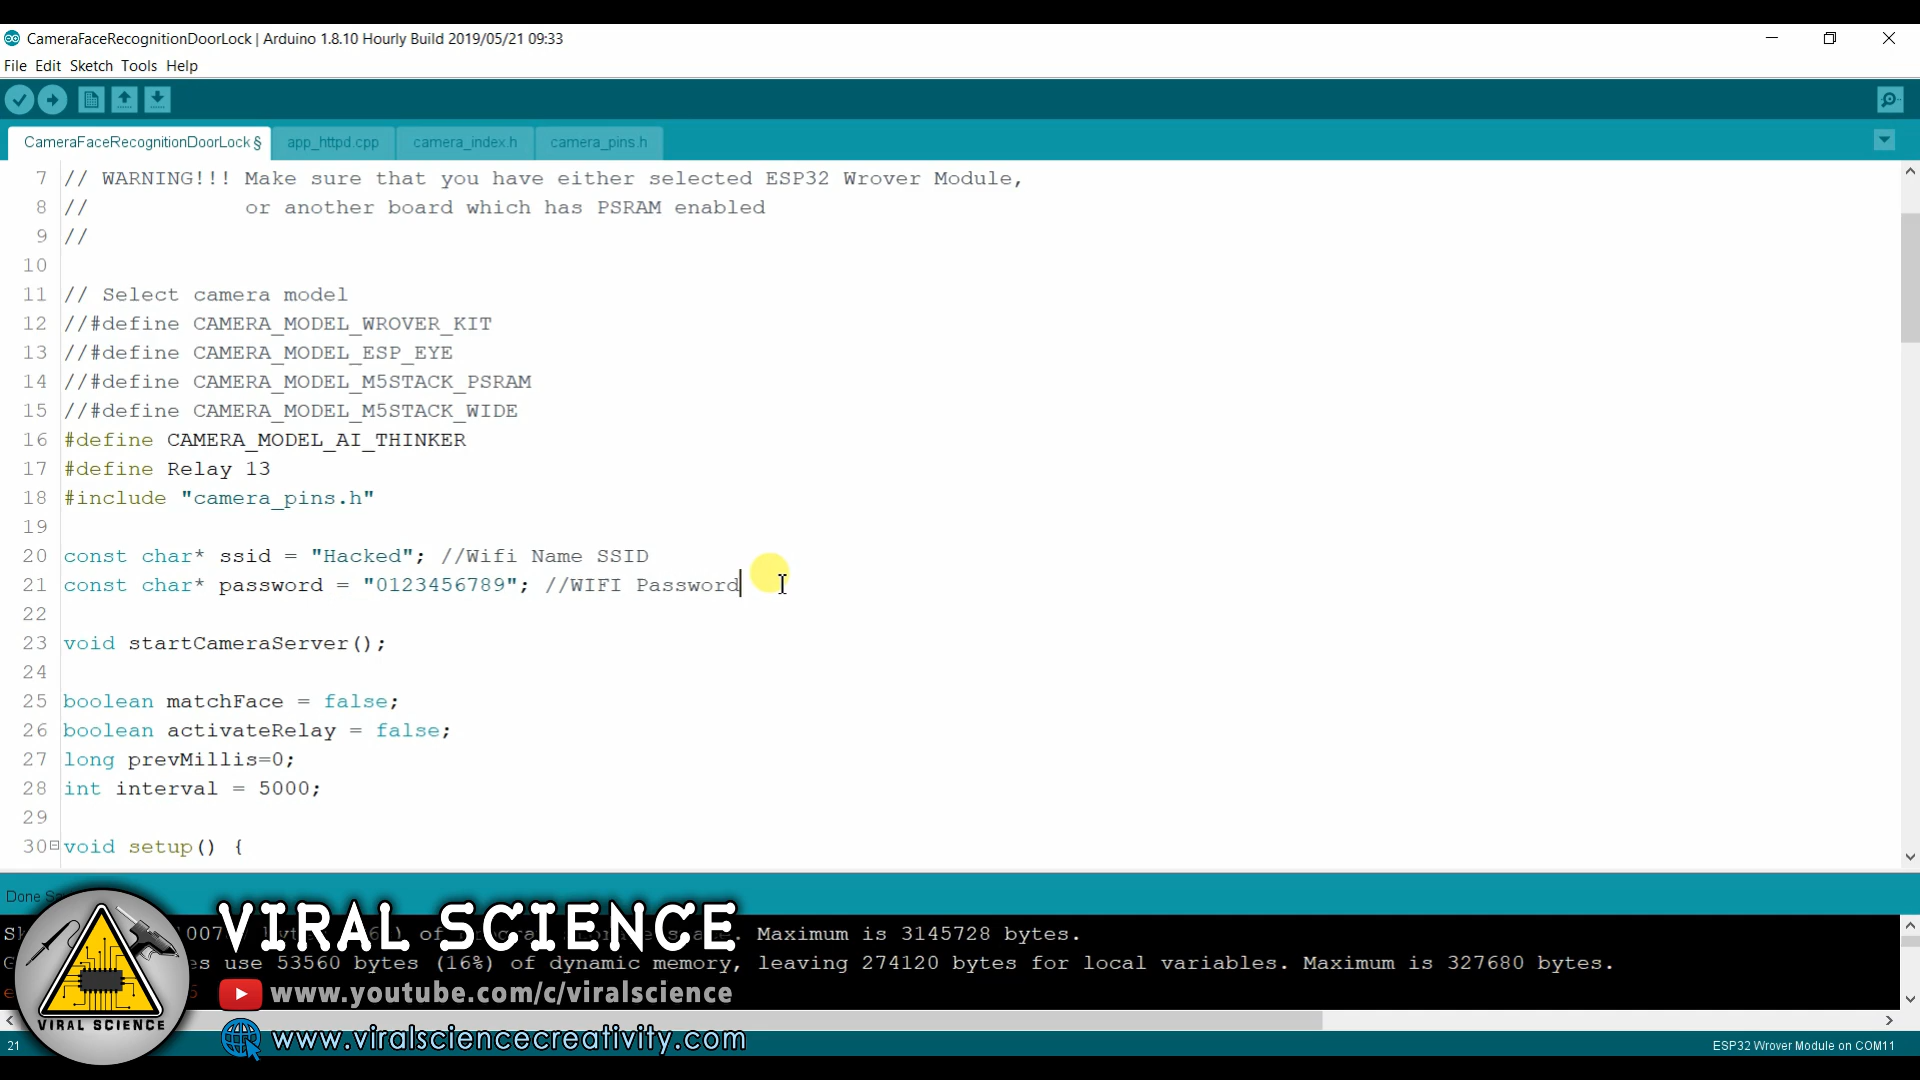 CameraFaceRecognitionDoorLock | Arduino 1.8.10 Hourly Build 2019/05/21 09:33
File Edit Sketch Tools Help
CameraFaceRecognitionDoorLock § app_httpd.cpp camera_index.h camera_pins.h
7 // WARNING!!! Make sure that you have either selected ESP32 Wrover Module,
8 // or another board which has PSRAM enabled
9 //
10
11 // Select camera model
12 //#define CAMERA_MODEL_WROVER_KIT
13 //#define CAMERA_MODEL_ESP_EYE
14 //#define CAMERA_MODEL_M5STACK_PSRAM
15 //#define CAMERA_MODEL_M5STACK_WIDE
16 #define CAMERA_MODEL_AI_THINKER
17 #define Relay 13
18 #include "camera_pins.h"
19
20 const char* ssid = "Hacked"; //Wifi Name SSID
21 const char* password = "0123456789"; //WIFI Password
22
23 void startCameraServer();
24
25 boolean matchFace = false;
26 boolean activateRelay = false;
27 long prevMillis=0;
28 int interval = 5000;
29
30 void setup() {
Done
VIRAL SCIENCE
Maximum is 3145728 bytes.
es use 53560 bytes (16%) of dynamic memory, leaving 274120 bytes for local variables. Maximum is 327680 bytes.
www.youtube.com/c/viralscience
VIRAL SCIENCE
www.viralsciencecreativity.com
21 ESP32 Wrover Module on COM11